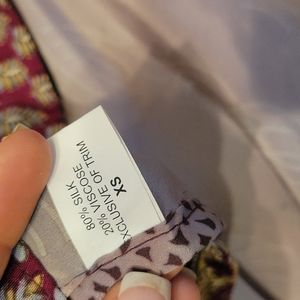 80% SILK
20% VISCOSE
EXCLUSIVE OF TRIM
XS